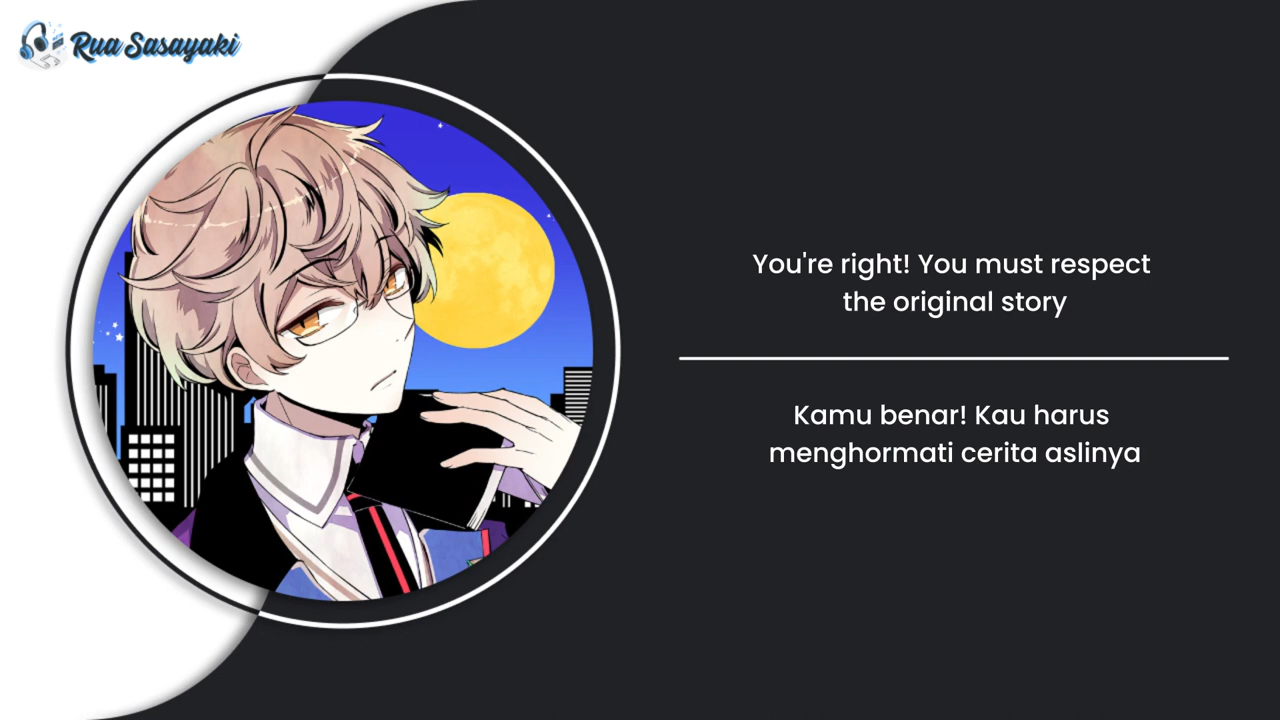 Rua Sasayaki
You're right! You must respect
the original story
Kamu benar! Kau harus
menghormati cerita aslinya